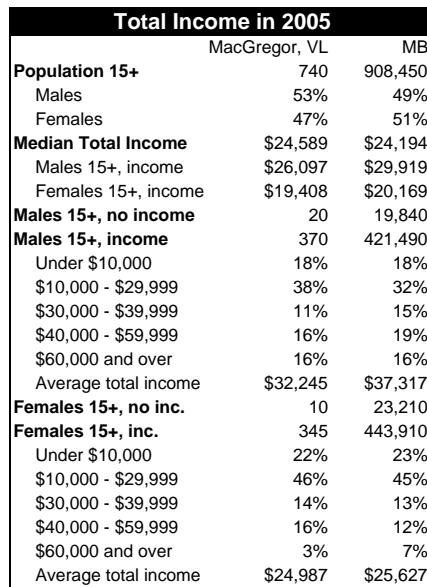 Total Income in 2005
MacGregor, VL MB
Population 15+ 740 908,450
Males 53% 49%
Females 47% 51%
Median Total Income $24,589 $24,194
Males 15+, income $26,097 $29,919
Females 15+, income $19,408 $20,169
Males 15+, no income 20 19,840
Males 15+, income 370 421,490
Under $10,000 18% 18%
$10,000 - $29,999 38% 32%
$30,000 - $39,999 11% 15%
$40,000 - $59,999 16% 19%
$60,000 and over 16% 16%
Average total income $32,245 $37,317
Females 15+, no inc. 10 23,210
Females 15+, inc. 345 443,910
Under $10,000 22% 23%
$10,000 - $29,999 46% 45%
$30,000 - $39,999 14% 13%
$40,000 - $59,999 16% 12%
$60,000 and over 3% 7%
Average total income $24,987 $25,627